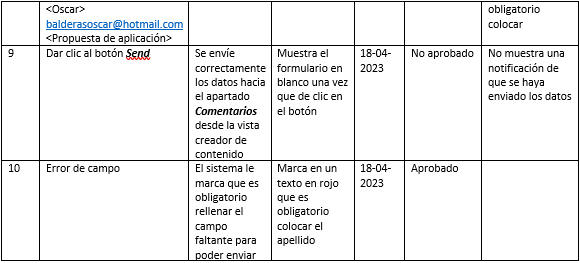 <Oscar>
balderasoscar@hotmail.com
<Propuesta de aplicación>
obligatorio
colocar
9
Dar clic al botón Send
Se envíe
correctamente
los datos hacia
el apartado
Comentarios
desde la vista
creador de
contenido
Muestra el
formulario en
blanco una vez
que de clic en
el botón
18-04-
2023
No aprobado
No muestra una
notificación de
que se haya
enviado los datos
10
Error de campo
El sistema le
marca que es
obligatorio
rellenar el
campo
faltante para
poder enviar
Marca en un
texto en rojo
que es
obligatorio
colocar el
apellido
18-04-
2023
Aprobado